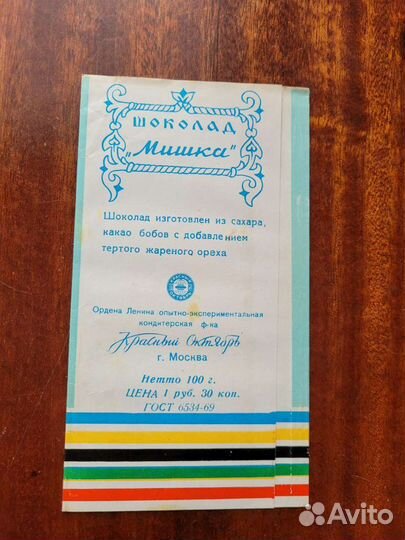 ШОКОЛАД
„Мишка"
Шоколад изготовлен из сахара,
какао бобов с добавлением
тертого жареного ореха
Ордена Ленина опытно-экспериментальная
кондитерская ф-ка
Красный Октябрь
г. Москва
Нетто 100 г.
ЦЕНА 1 руб. 30 коп.
ГОСТ 6534-69
Avito